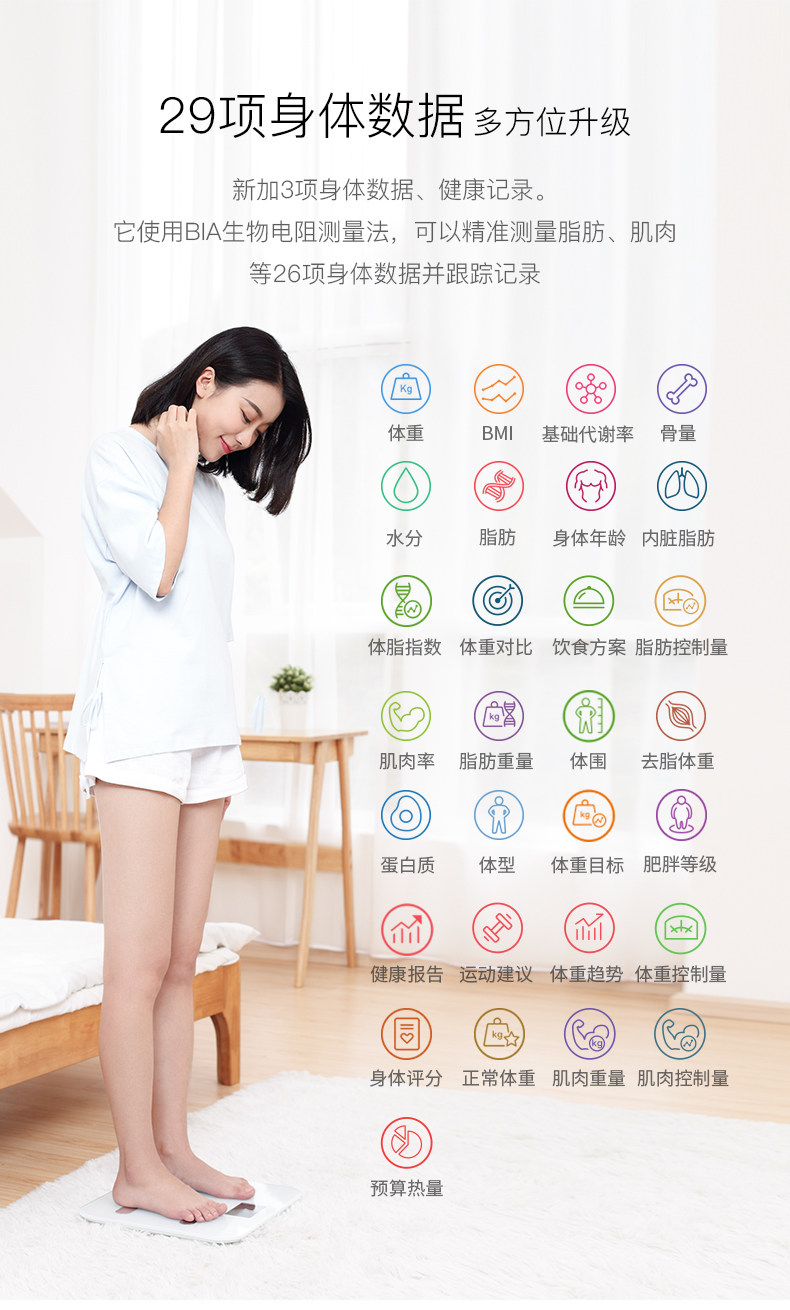 29项身体数据 多方位升级
新加3项身体数据、健康记录。
它使用BIA生物电阻测量法，可以精准测量脂肪、肌肉
等26项身体数据并跟踪记录
Kg
体重 BMI 基础代谢率 骨量
水分 脂肪 身体年龄 内脏脂肪
体脂指数 体重对比 饮食方案 脂肪控制量
kg
肌肉率 脂肪重量 体围 去脂体重
kg
蛋白质 体型 体重目标 肥胖等级
健康报告 运动建议 体重趋势 体重控制量
kg kg
身体评分 正常体重 肌肉重量 肌肉控制量
预算热量